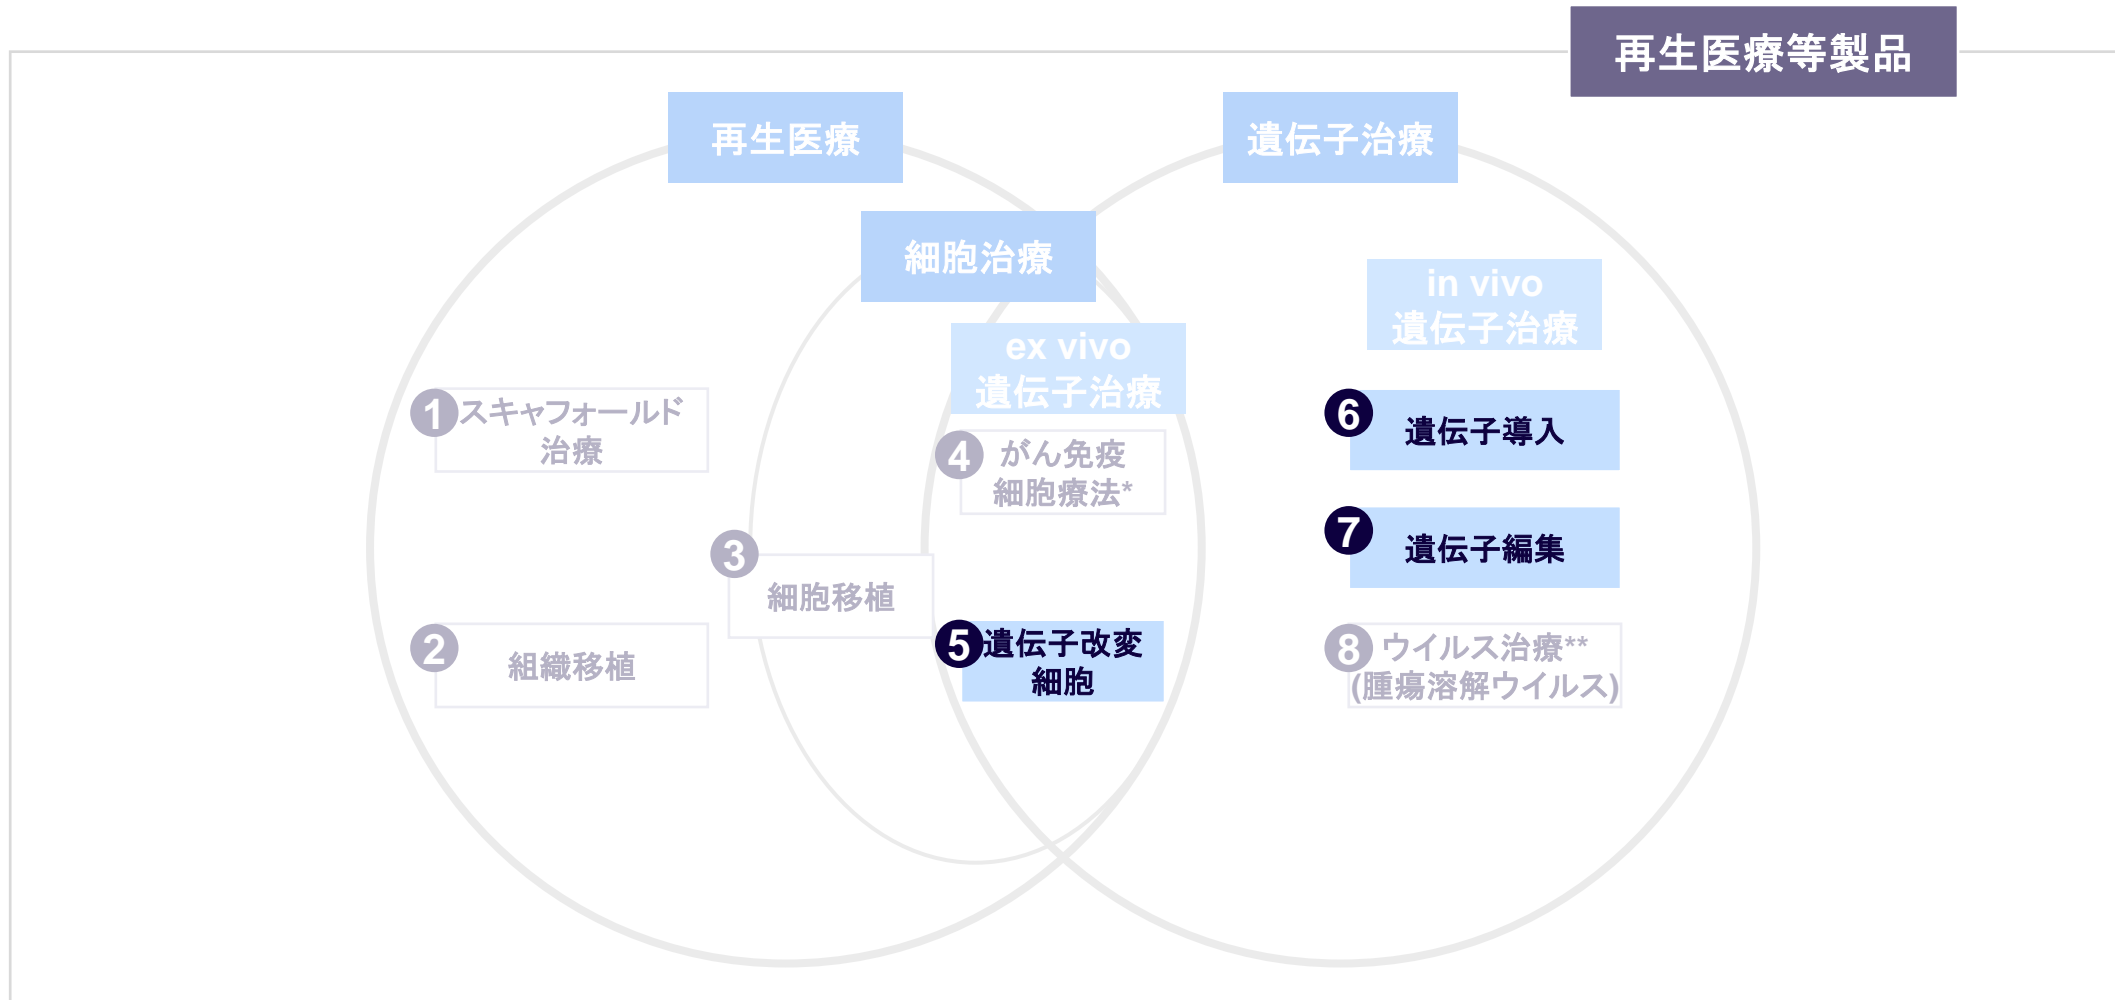 再生医療等製品
再生医療
遺伝子治療
細胞治療
in vivo
遺伝子治療
ex vivo
遺伝子治療
1
スキャフォールド
治療
2
組織移植
3
細胞移植
4
がん免疫
細胞療法*
5
遺伝子改変
細胞
6
遺伝子導入
7
遺伝子編集
8
ウイルス治療**
(腫瘍溶解ウイルス)